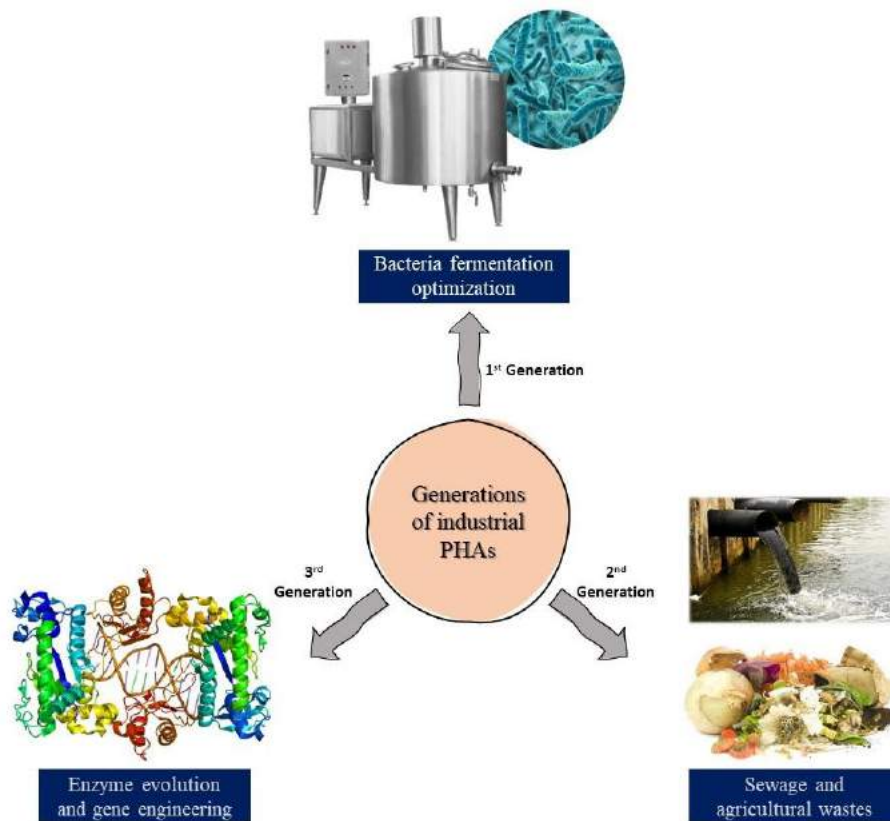 Bacteria fermentation
optimization
1st Generation
Generations
of industrial
PHAs
3rd
Generation
2nd
Generation
Enzyme evolution
and gene engineering
Sewage and
agricultural wastes